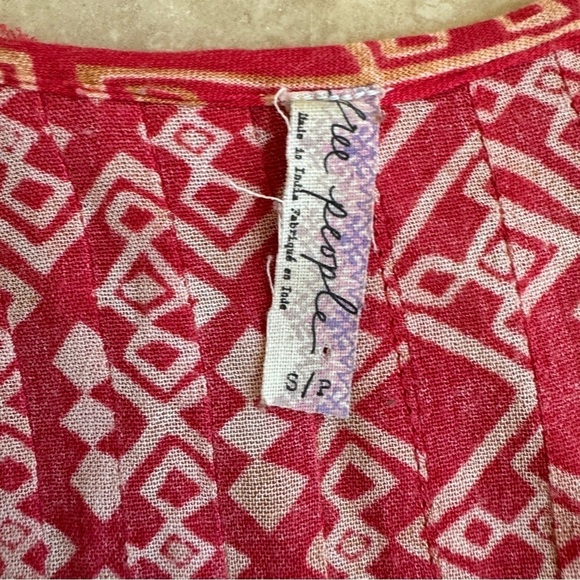 free people
Made in India Fabriqué en Inde
S/P